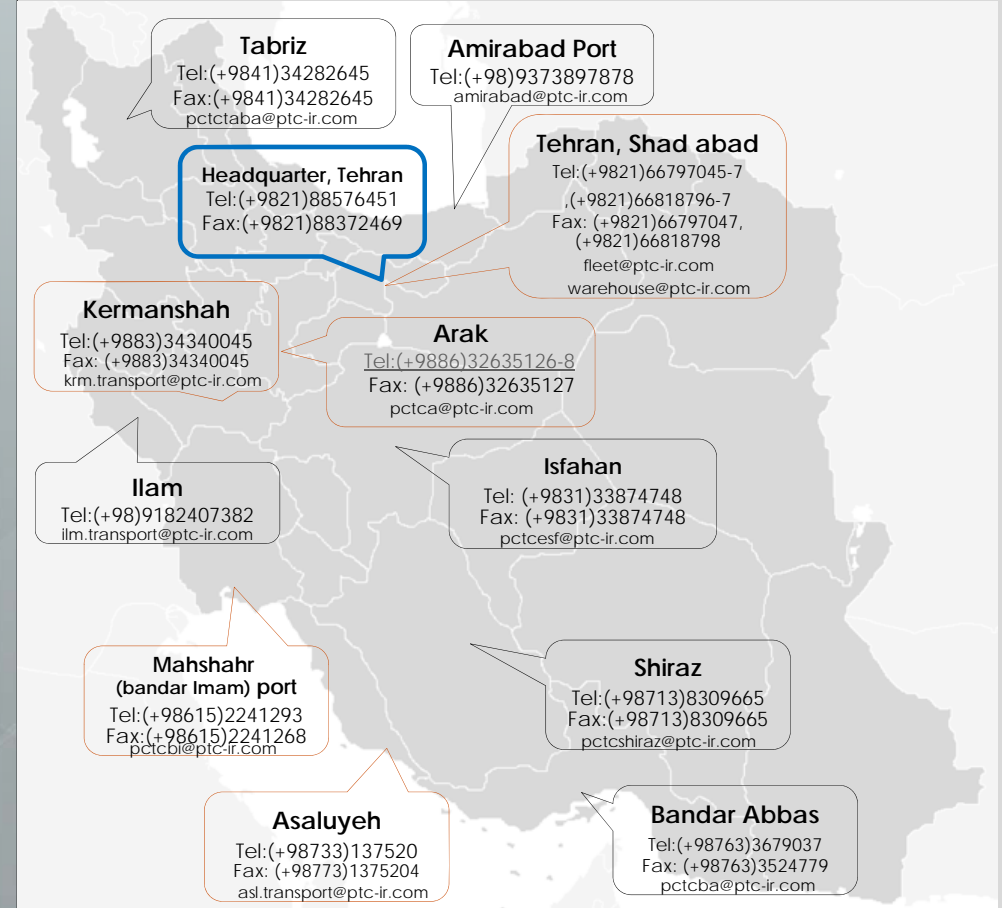 Tabriz
Tel:(+9841)34282645
Fax:(+9841)34282645
pctctaba@ptc-ir.com
Amirabad Port
Tel:(+98)9373897878
amirabad@ptc-ir.com
Headquarter, Tehran
Tel:(+9821)88576451
Fax:(+9821)88372469
Tehran, Shad abad
Tel:(+9821)66797045-7
,(+9821)66818796-7
Fax: (+9821)66797047,
(+9821)66818798
fleet@ptc-ir.com
warehouse@ptc-ir.com
Kermanshah
Tel:(+9883)34340045
Fax: (+9883)34340045
krm.transport@ptc-ir.com
Arak
Tel:(+9886)32635126-8
Fax: (+9886)32635127
pctca@ptc-ir.com
Ilam
Tel:(+98)9182407382
ilm.transport@ptc-ir.com
Isfahan
Tel: (+9831)33874748
Fax: (+9831)33874748
pctcesf@ptc-ir.com
Mahshahr
(bandar Imam) port
Tel:(+98615)2241293
Fax:(+98615)2241268
pctcbi@ptc-ir.com
Shiraz
Tel:(+98713)8309665
Fax:(+98713)8309665
pctcshiraz@ptc-ir.com
Asaluyeh
Tel:(+98733)137520
Fax: (+98773)1375204
asl.transport@ptc-ir.com
Bandar Abbas
Tel:(+98763)3679037
Fax: (+98763)3524779
pctcba@ptc-ir.com